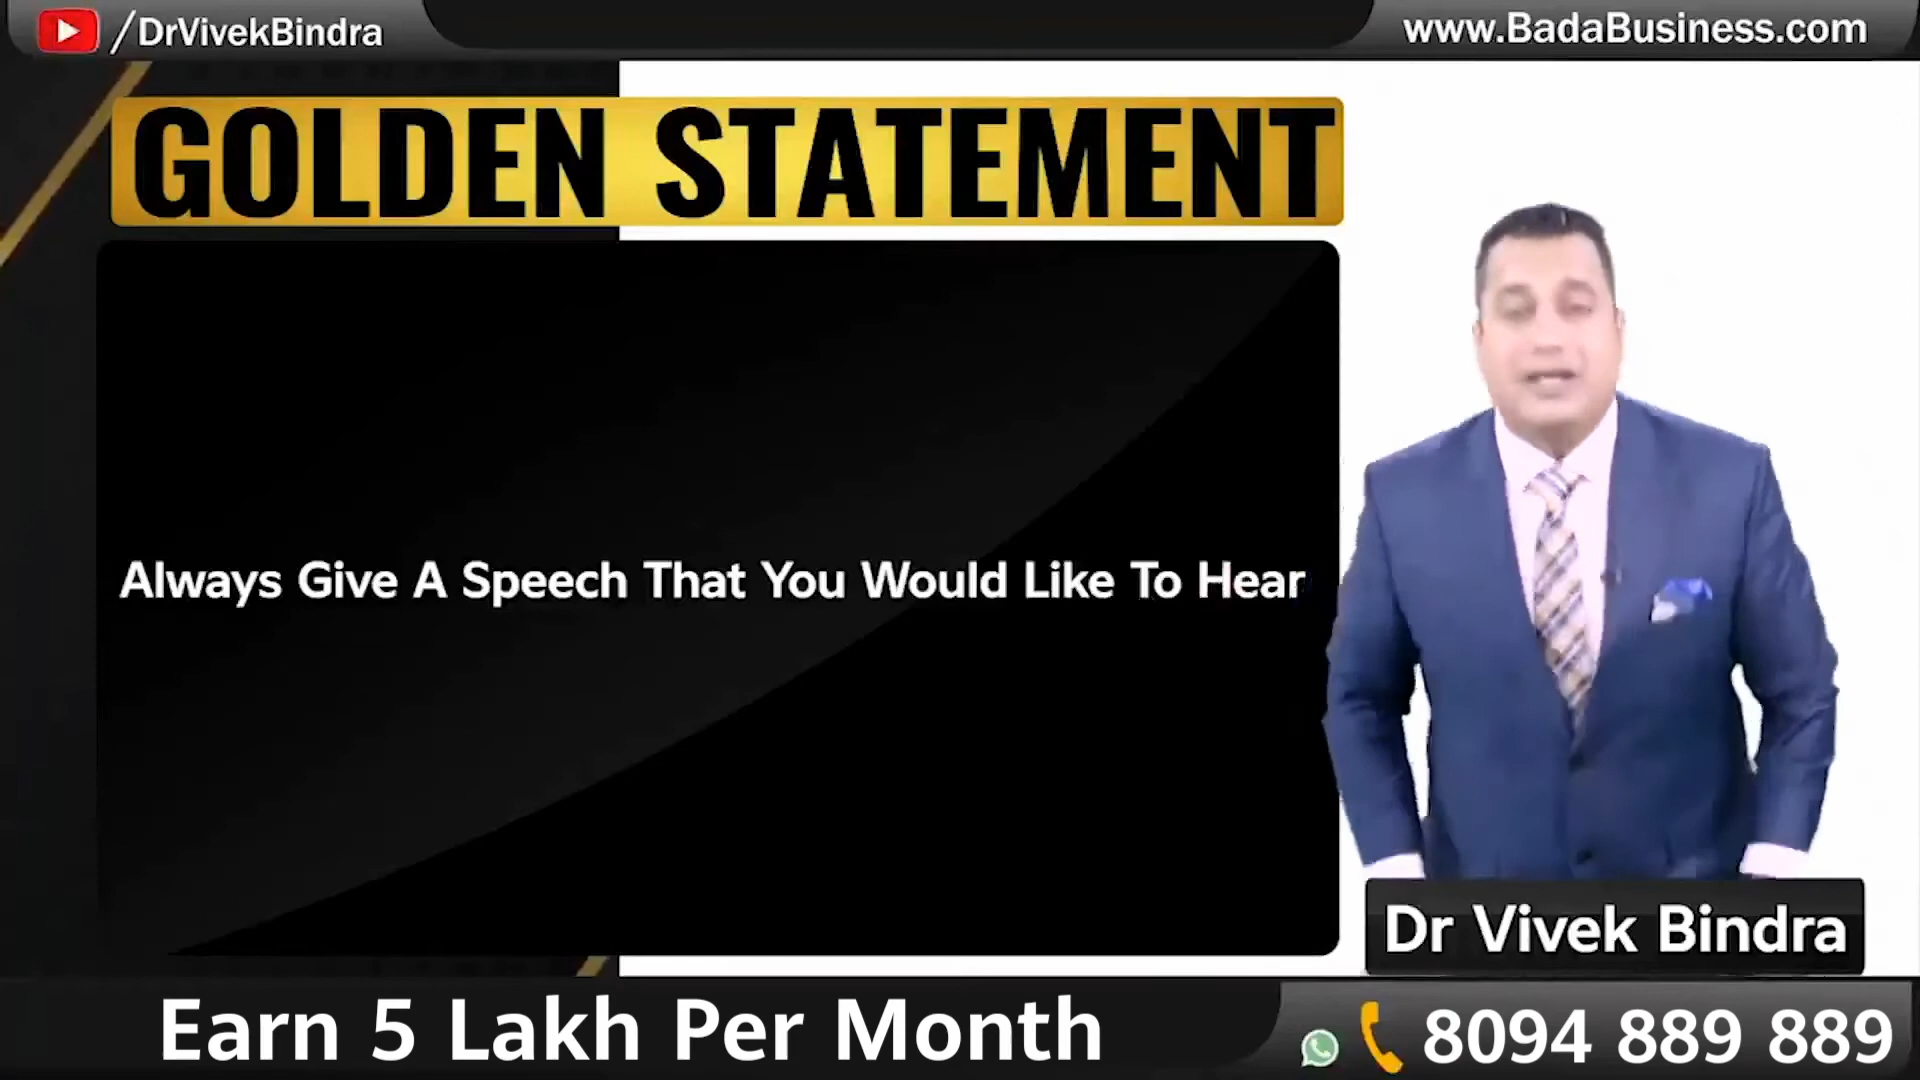 /DrVivekBindra
www.BadaBusiness.com
GOLDEN STATEMENT
Always Give A Speech That You Would Like To Hear
Dr Vivek Bindra
Earn 5 Lakh Per Month
8094 889 889